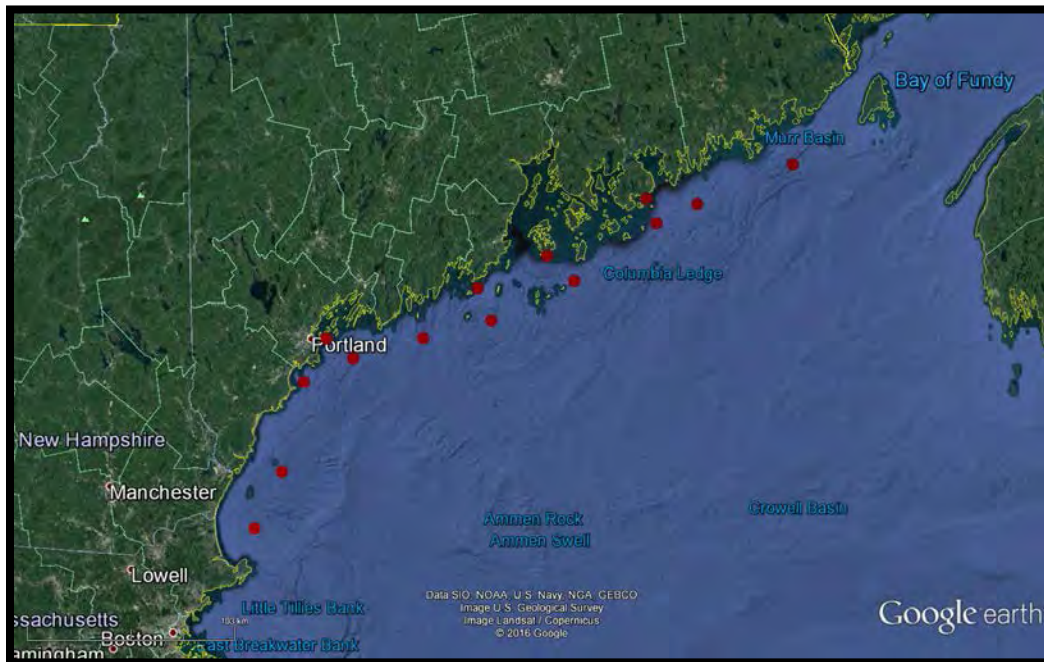 Bay of Fundy
Murr Basin
Columbia Ledge
Portland
New Hampshire
Manchester
Crowell Basin
Ammen Rock
Ammen Swell
Lowell
Data SIO, NOAA, U.S. Navy, NGA, GEBCO
Image U.S. Geological Survey
Image Landsat / Copernicus
© 2016 Google
Google earth
Little Tillies Bank
ssachusetts
Boston
East Breakwater Bank
amingham